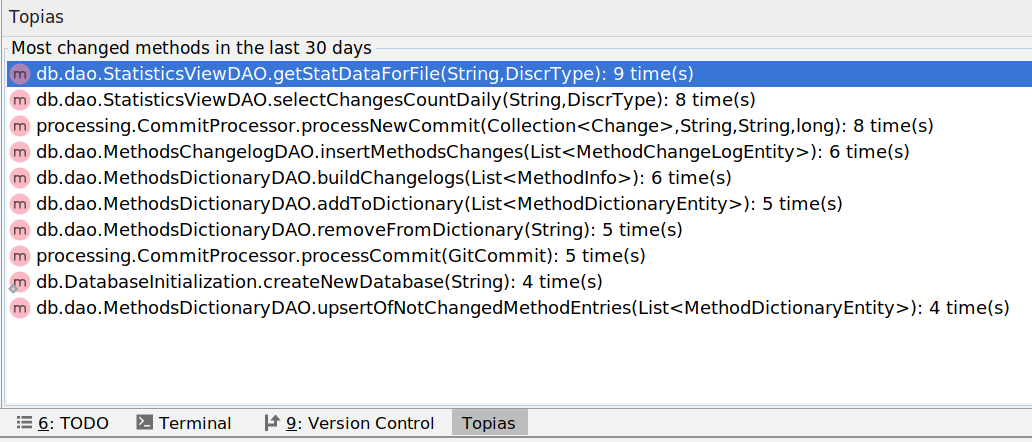 Topias
Most changed methods in the last 30 days
m db.dao.StatisticsViewDAO.getStatDataForFile(String,DiscrType): 9 time(s)
m db.dao.StatisticsViewDAO.selectChangesCountDaily(String,DiscrType): 8 time(s)
m processing.CommitProcessor.processNewCommit(Collection<Change>,String,String,long): 8 time(s)
m db.dao.MethodsChangelogDAO.insertMethodsChanges(List<MethodChangeLogEntity>): 6 time(s)
m db.dao.MethodsDictionaryDAO.buildChangelogs(List<MethodInfo>): 6 time(s)
m db.dao.MethodsDictionaryDAO.addToDictionary(List<MethodDictionaryEntity>): 5 time(s)
m db.dao.MethodsDictionaryDAO.removeFromDictionary(String): 5 time(s)
m processing.CommitProcessor.processCommit(GitCommit): 5 time(s)
m db.DatabaseInitialization.createNewDatabase(String): 4 time(s)
m db.dao.MethodsDictionaryDAO.upsertOfNotChangedMethodEntries(List<MethodDictionaryEntity>): 4 time(s)
6: TODO Terminal 9: Version Control Topias